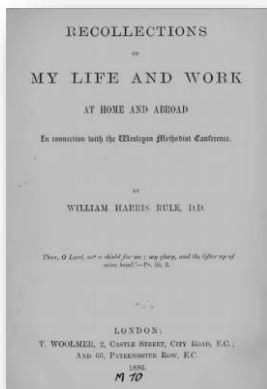 RECOLLECTIONS
OF
MY LIFE AND WORK
AT HOME AND ABROAD
In connection with the Wesleyan Methodist Conference.
BY
WILLIAM HARRIS RULE, D.D.
Thou, O Lord, art a shield for me; my glory, and the lifter up of
mine head.'—Ps. iii. 3.
LONDON:
T. WOOLMER, 2, CASTLE STREET, CITY ROAD, E.C.;
AND 66, PATERNOSTER ROW, E.C.
1886.
M 10